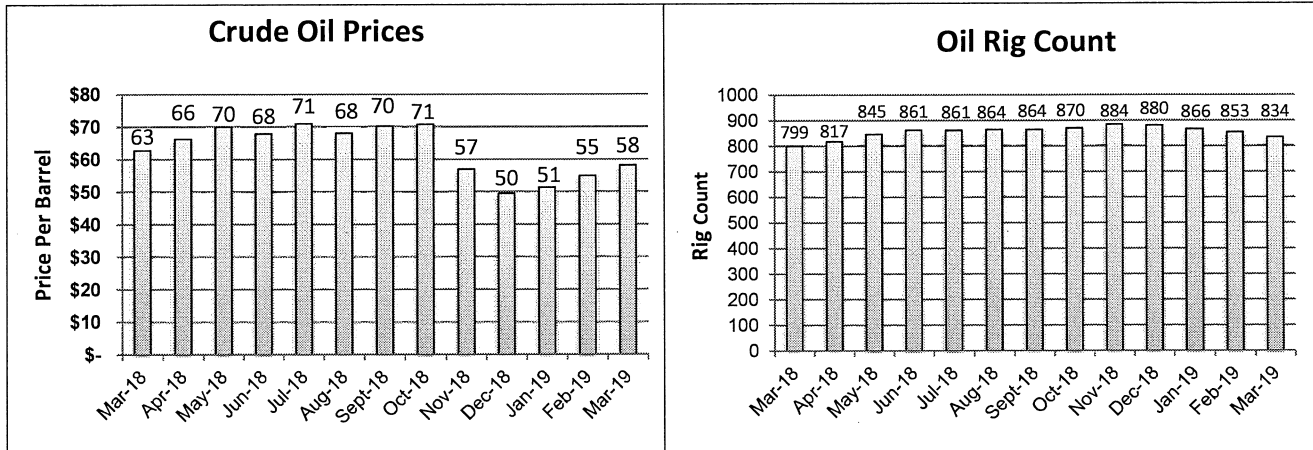 Crude Oil Prices
Price Per Barrel
$80
$70
$60
$50
$40
$30
$20
$10
$-
63
66
70
68
71
68
70
71
57
50
51
55
58
Mar-18
Apr-18
May-18
Jun-18
Jul-18
Aug-18
Sept-18
Oct-18
Nov-18
Dec-18
Jan-19
Feb-19
Mar-19
Oil Rig Count
Rig Count
1000
900
800
700
600
500
400
300
200
100
0
799
817
845
861
861
864
864
870
884
880
866
853
834
Mar-18
Apr-18
May-18
Jun-18
Jul-18
Aug-18
Sept-18
Oct-18
Nov-18
Dec-18
Jan-19
Feb-19
Mar-19